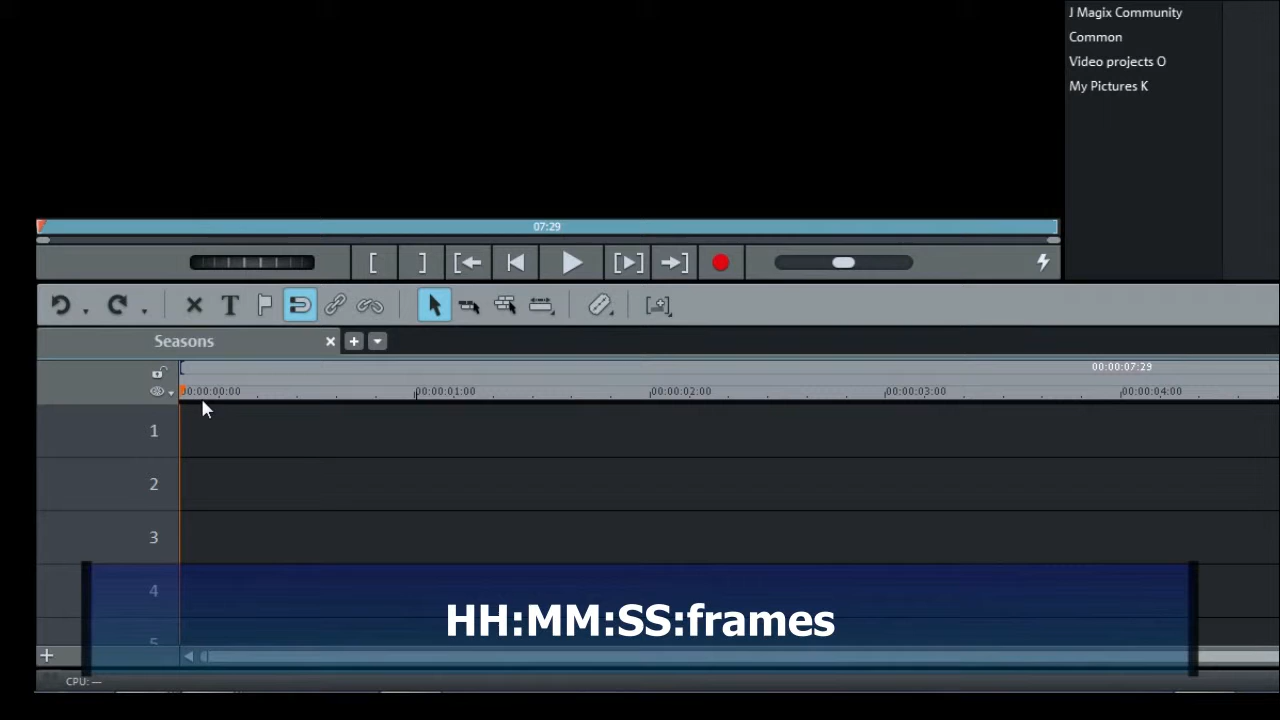 J Magix Community
Common
Video projects O
My Pictures K
07:29
Seasons
00:00:07:29
00:00:00:00 00:00:01:00 00:00:02:00 00:00:03:00 00:00:04:00
1
2
3
4
5
HH:MM:SS:frames
CPU: —